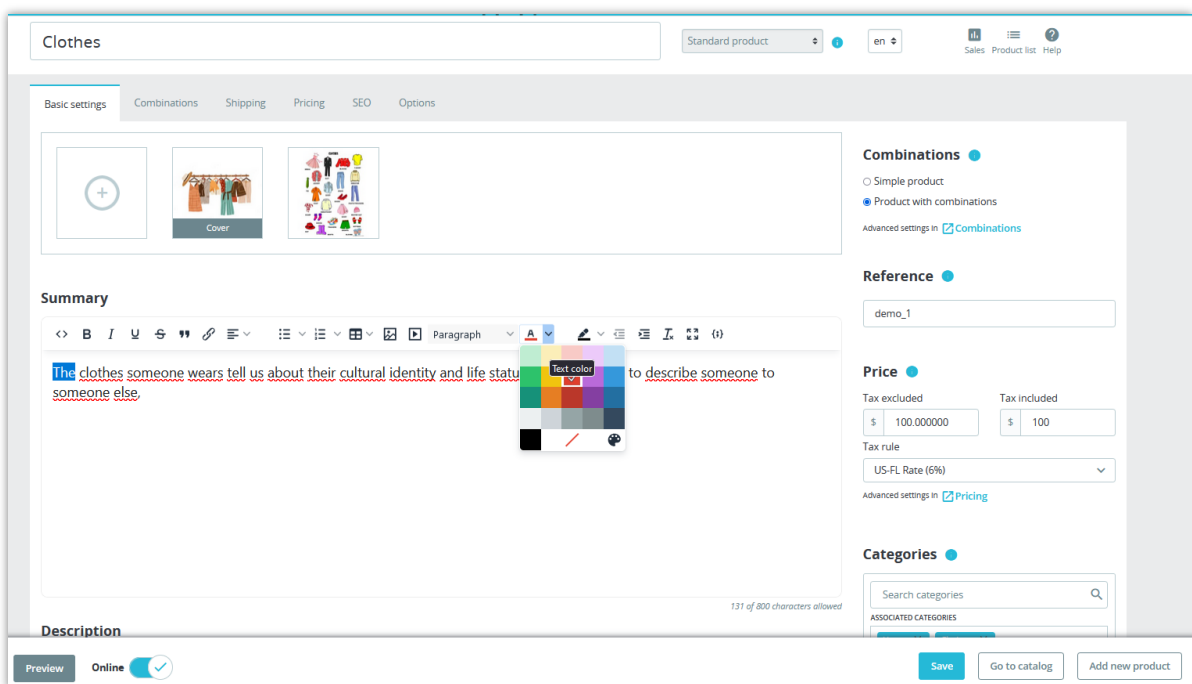 Clothes
Standard product
en
Sales Product list Help
Basic settings Combinations Shipping Pricing SEO Options
Cover
Summary
B I U S Paragraph A
Text color
The clothes someone wears tell us about their cultural identity and life statu to describe someone to
someone else,
131 of 800 characters allowed
Description
Combinations
Simple product
Product with combinations
Advanced settings in Combinations
Reference
demo_1
Price
Tax excluded Tax included
$ 100.000000 $ 100
Tax rule
US-FL Rate (6%)
Advanced settings in Pricing
Categories
Search categories
ASSOCIATED CATEGORIES
Preview Online Save Go to catalog Add new product